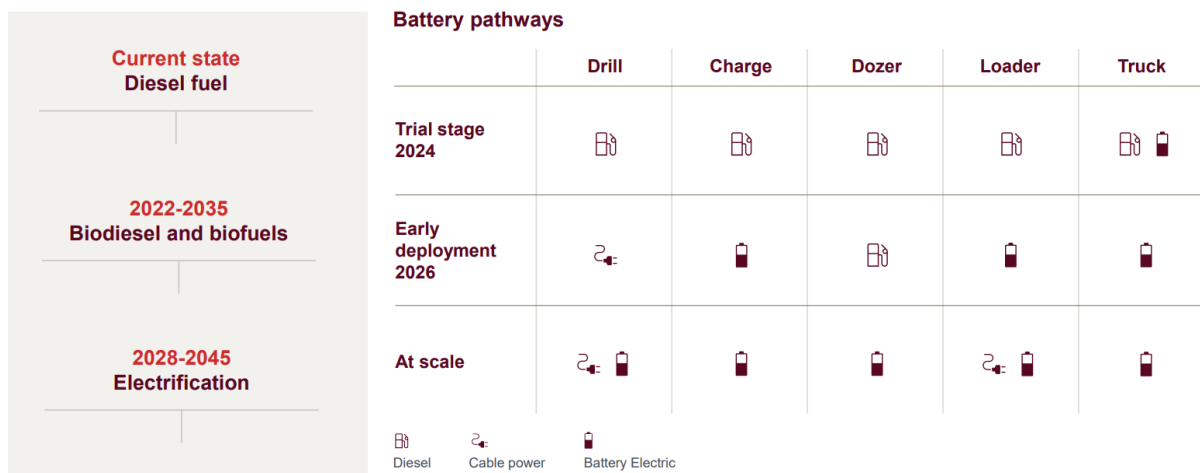 Current state
Diesel fuel
2022-2035
Biodiesel and biofuels
2028-2045
Electrification
Battery pathways
Drill Charge Dozer Loader Truck
Trial stage
2024
Early
deployment
2026
At scale
Diesel Cable power Battery Electric